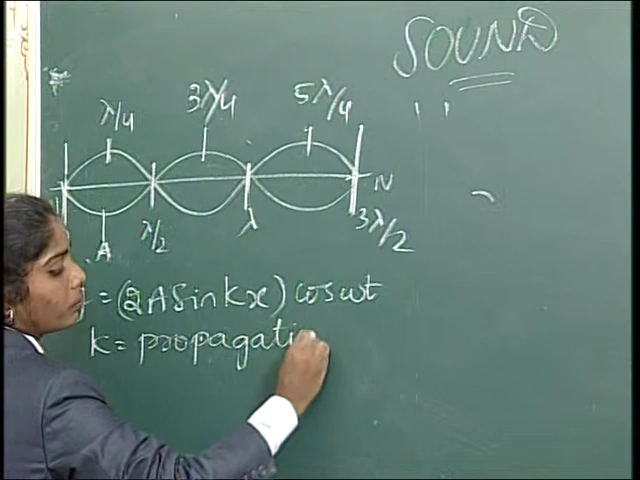 SOUND
λ/4 3λ/4 5λ/4
N
A λ/2 λ 3λ/2
= (2A Sin kx) cos ωt
k = propagati